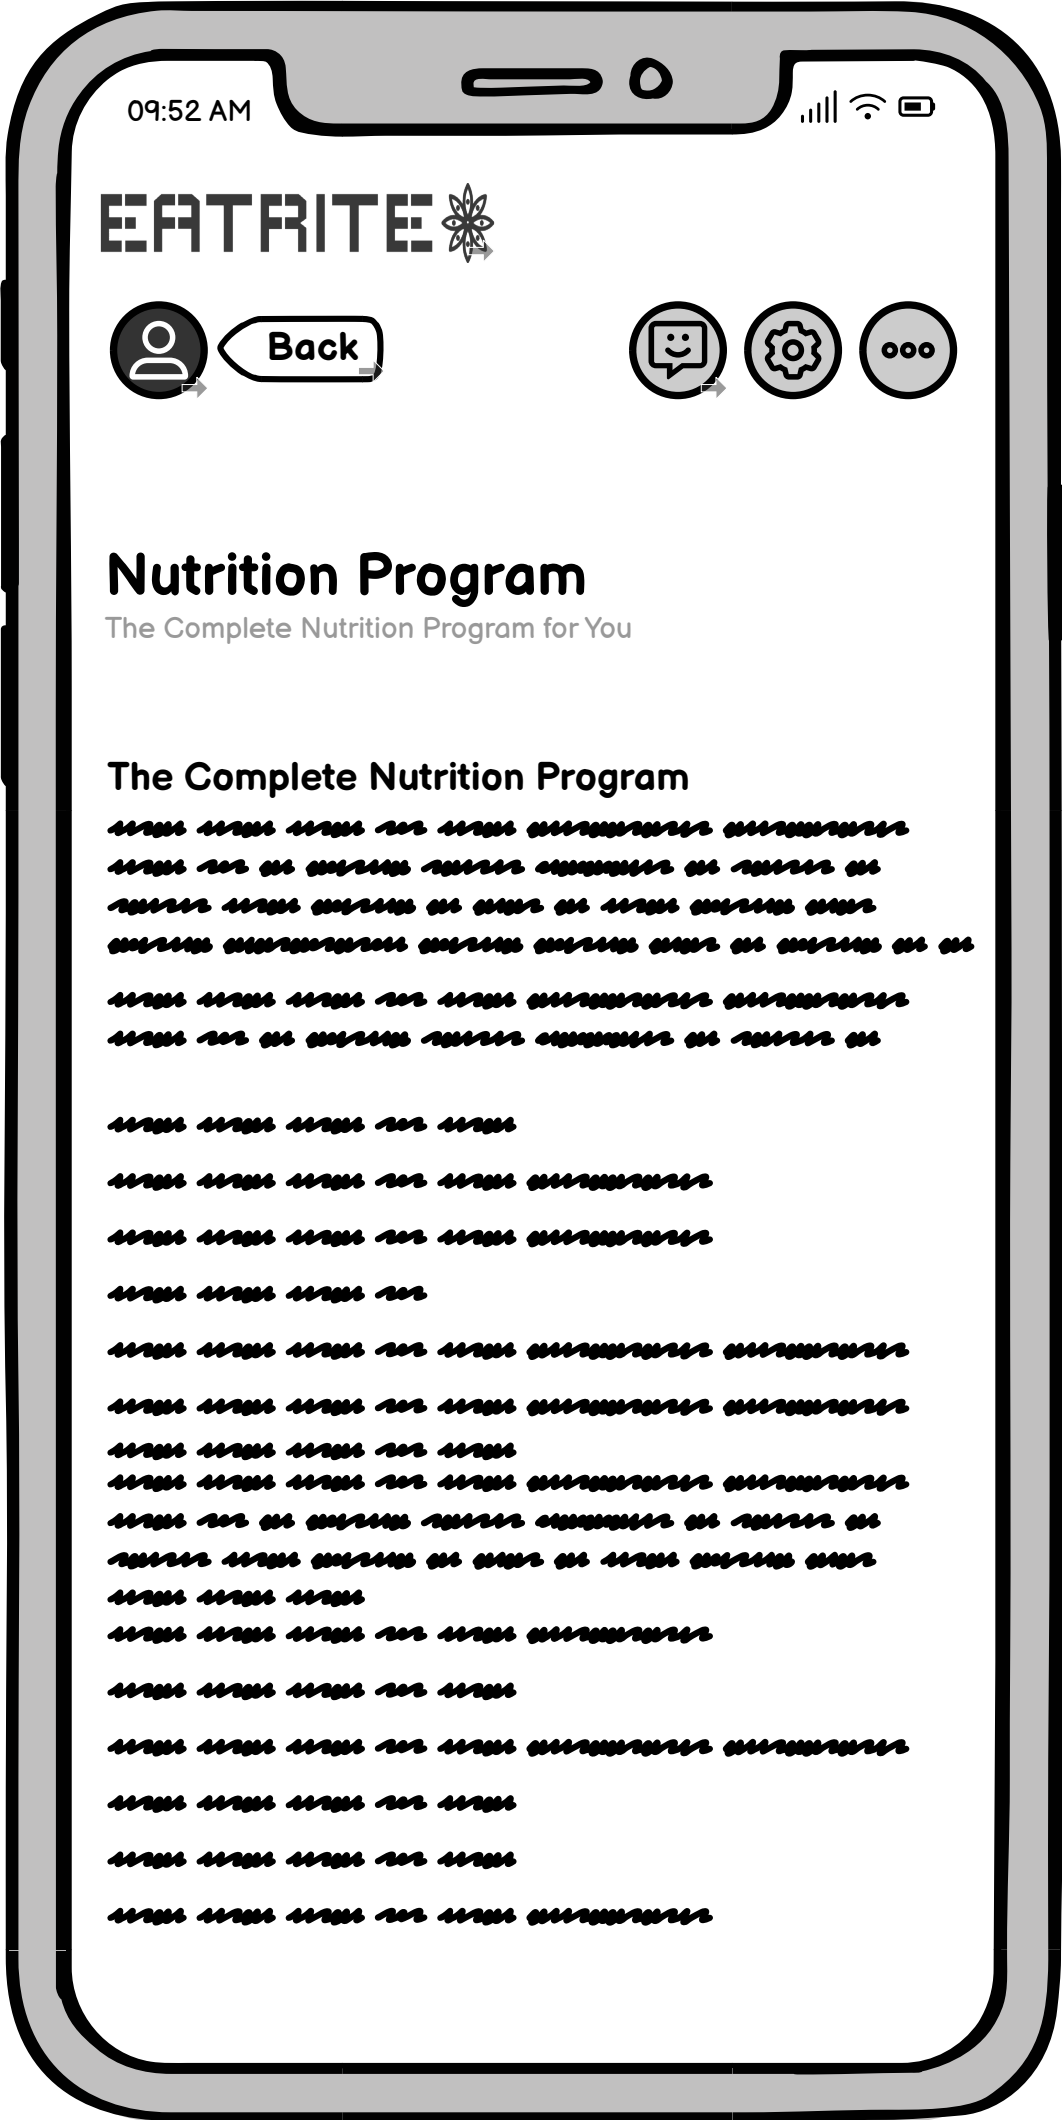 09:52 AM
EATRITE
Back
Nutrition Program
The Complete Nutrition Program for You
The Complete Nutrition Program